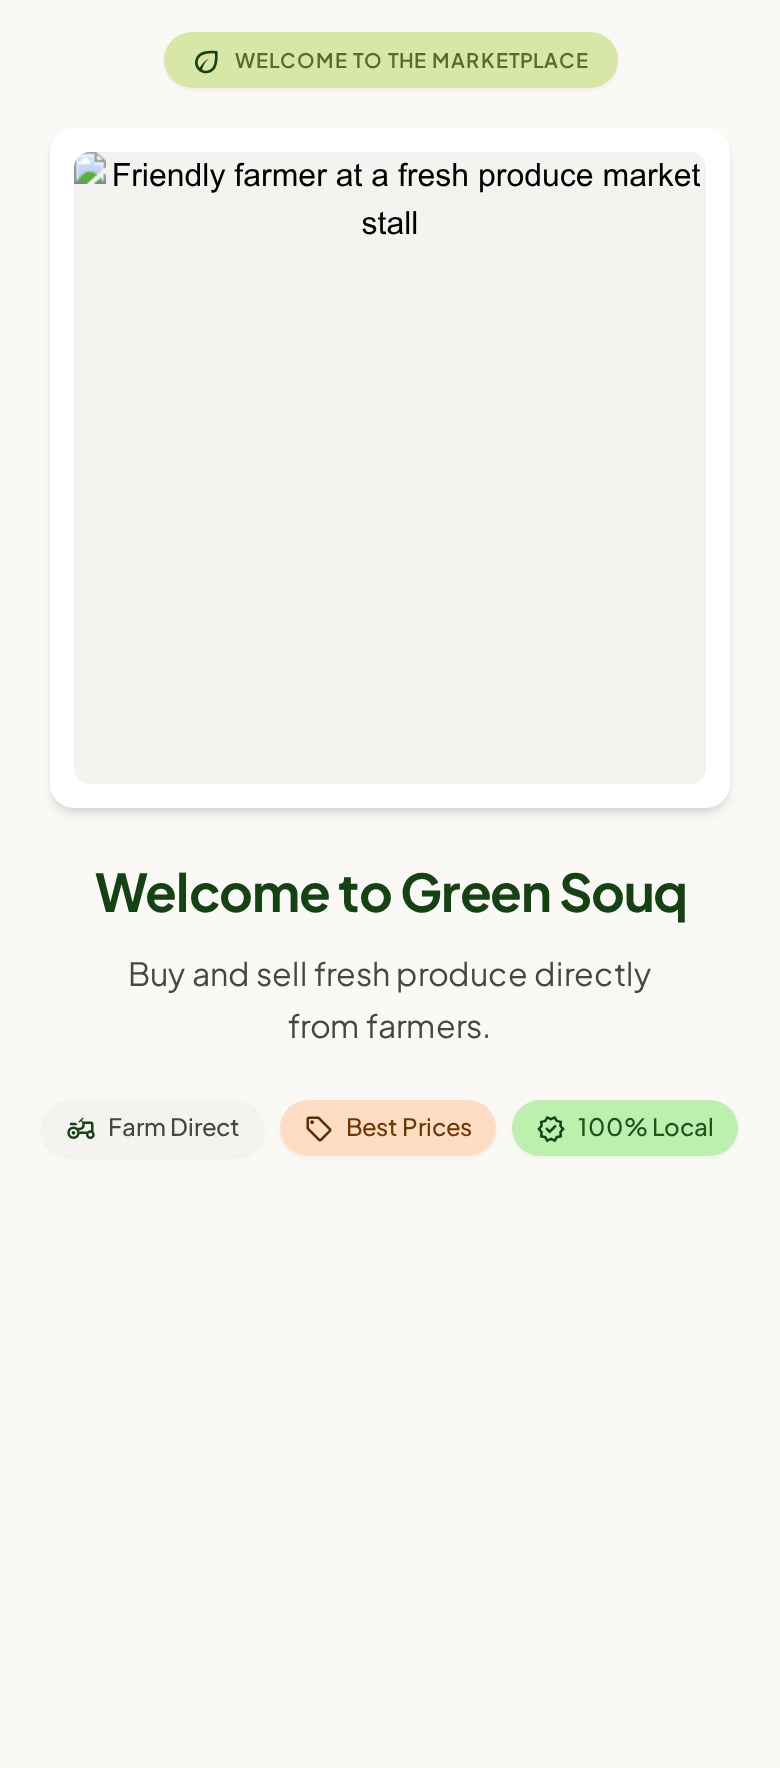 WELCOME TO THE MARKETPLACE
Friendly farmer at a fresh produce market
stall
Welcome to Green Souq
Buy and sell fresh produce directly
from farmers.
Farm Direct
Best Prices
100% Local